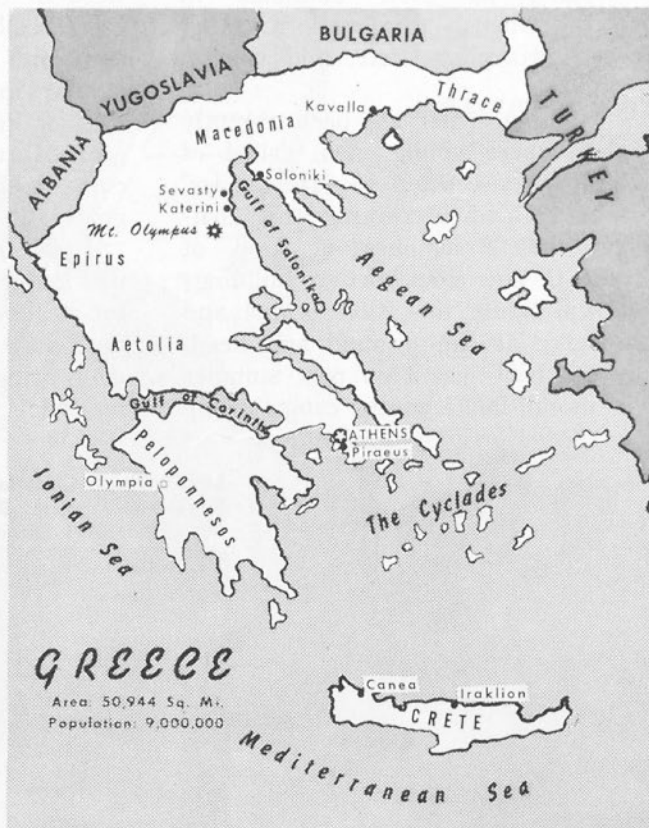 BULGARIA
YUGOSLAVIA
ALBANIA
TURKEY
Thrace
Kavalla
Macedonia
Saloniki
Sevasty
Katerini
Mt. Olympus
Gulf of Salonika
Epirus
Aegean Sea
Aetolia
Gulf of Corinth
ATHENS
Piraeus
Peloponnesos
Olympia
Ionian Sea
The Cyclades
GREECE
Area: 50,944 Sq. Mi.
Population: 9,000,000
Canea
Iraklion
CRETE
Mediterranean Sea